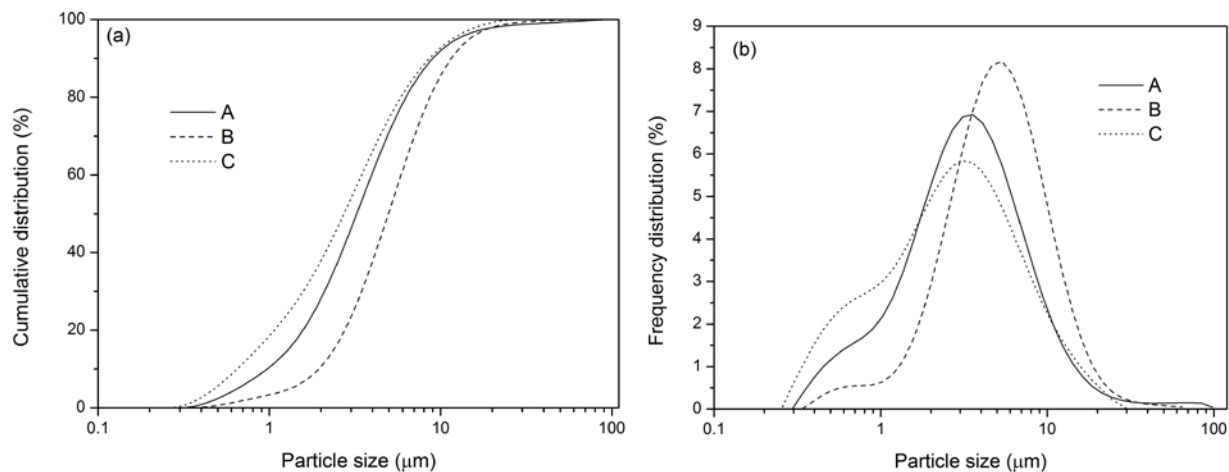 (a)
Cumulative distribution (%)
100
80
60
40
20
0
A
B
C
0.1
1
10
100
Particle size (μm)
(b)
Frequency distribution (%)
9
8
7
6
5
4
3
2
1
0
A
B
C
0.1
1
10
100
Particle size (μm)